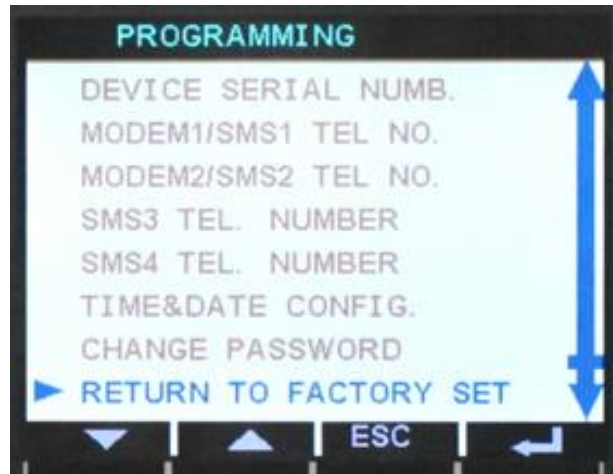 PROGRAMMING
DEVICE SERIAL NUMB.
MODEM1/SMS1 TEL NO.
MODEM2/SMS2 TEL NO.
SMS3 TEL. NUMBER
SMS4 TEL. NUMBER
TIME&DATE CONFIG.
CHANGE PASSWORD
RETURN TO FACTORY SET
ESC